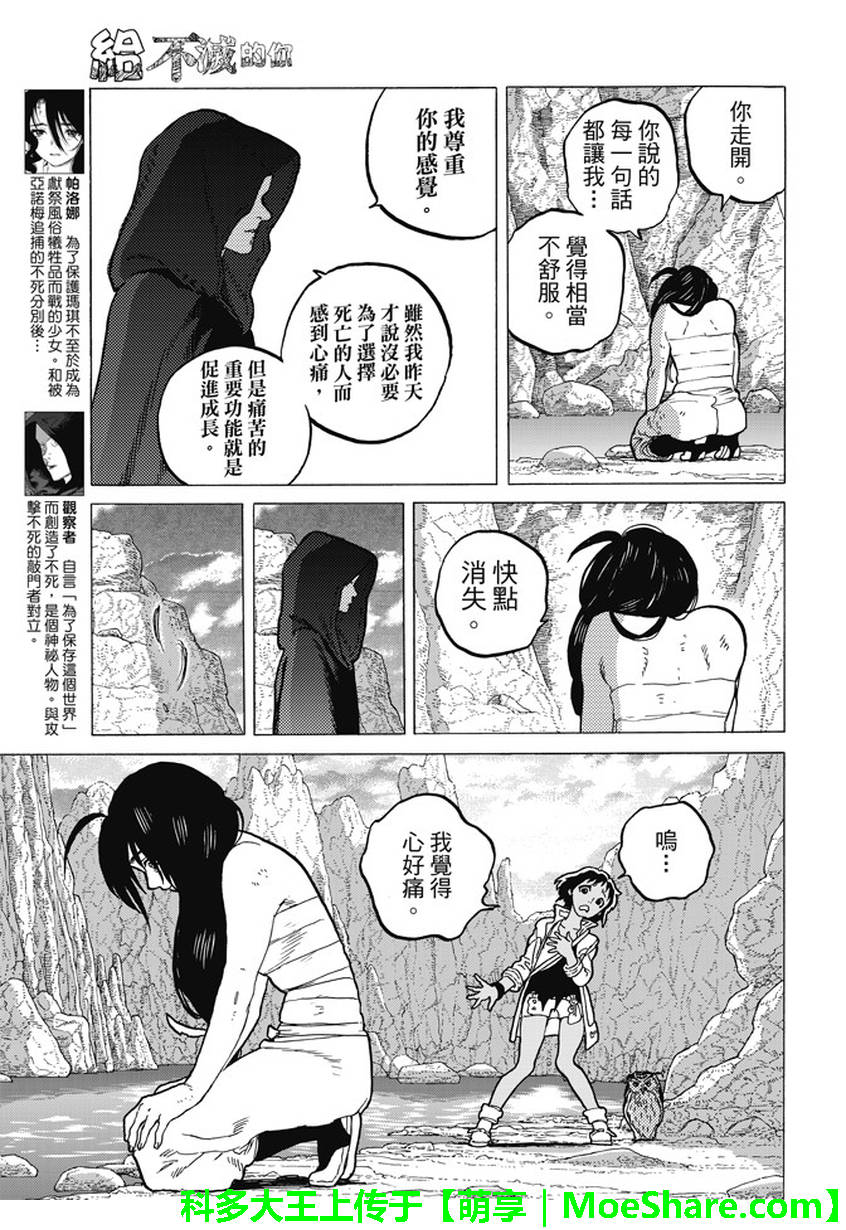 給不滅的你
你走開。
你說的
每一句話
都讓我…
覺得相當
不舒服。
我尊重
你的感覺。
雖然我昨天
才說沒必要
為了選擇
死亡的人而
感到心痛，
但是痛苦的
重要功能就是
促進成長。
帕洛娜 為了保護瑪琪不至於成為
獻祭風俗犧牲品而戰的少女。和被
亞諾梅追捕的不死分別後…
觀察者 自言「為了保存這個世界」
而創造了不死，是個神祕人物。與攻
擊不死的敲門者對立。
快點
消失。
嗚…
我覺得
心好痛。
科多大王上传于【萌享｜MoeShare.com】